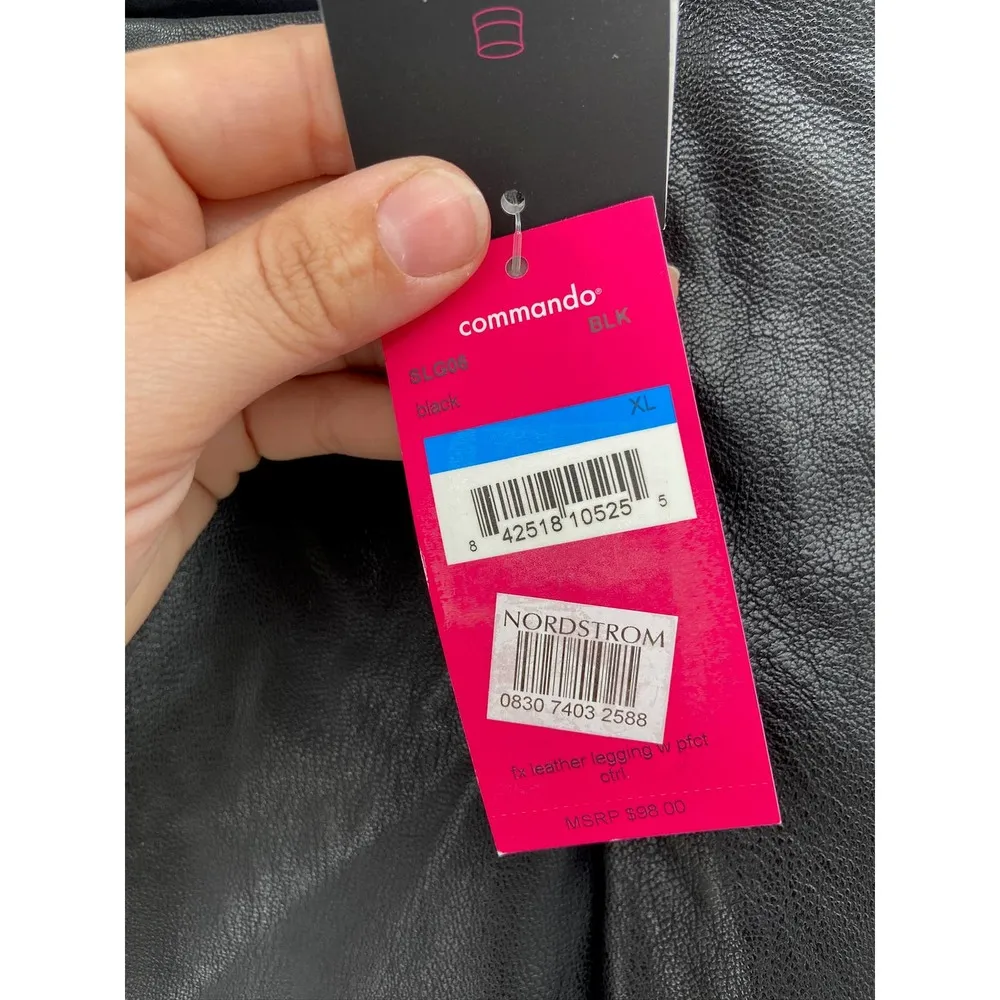 commando®
BLK
SLG06
black
XL
8 42518 10525 5
NORDSTROM
0830 7403 2588
fx leather legging w pfct
ctrl.
MSRP $98.00